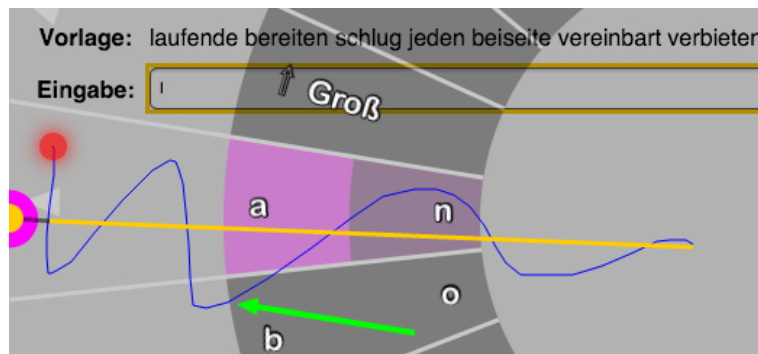 Vorlage: laufende bereiten schlug jeden beiseite vereinbart verbieten
Eingabe: l
⇑ Groß
a n
o
b